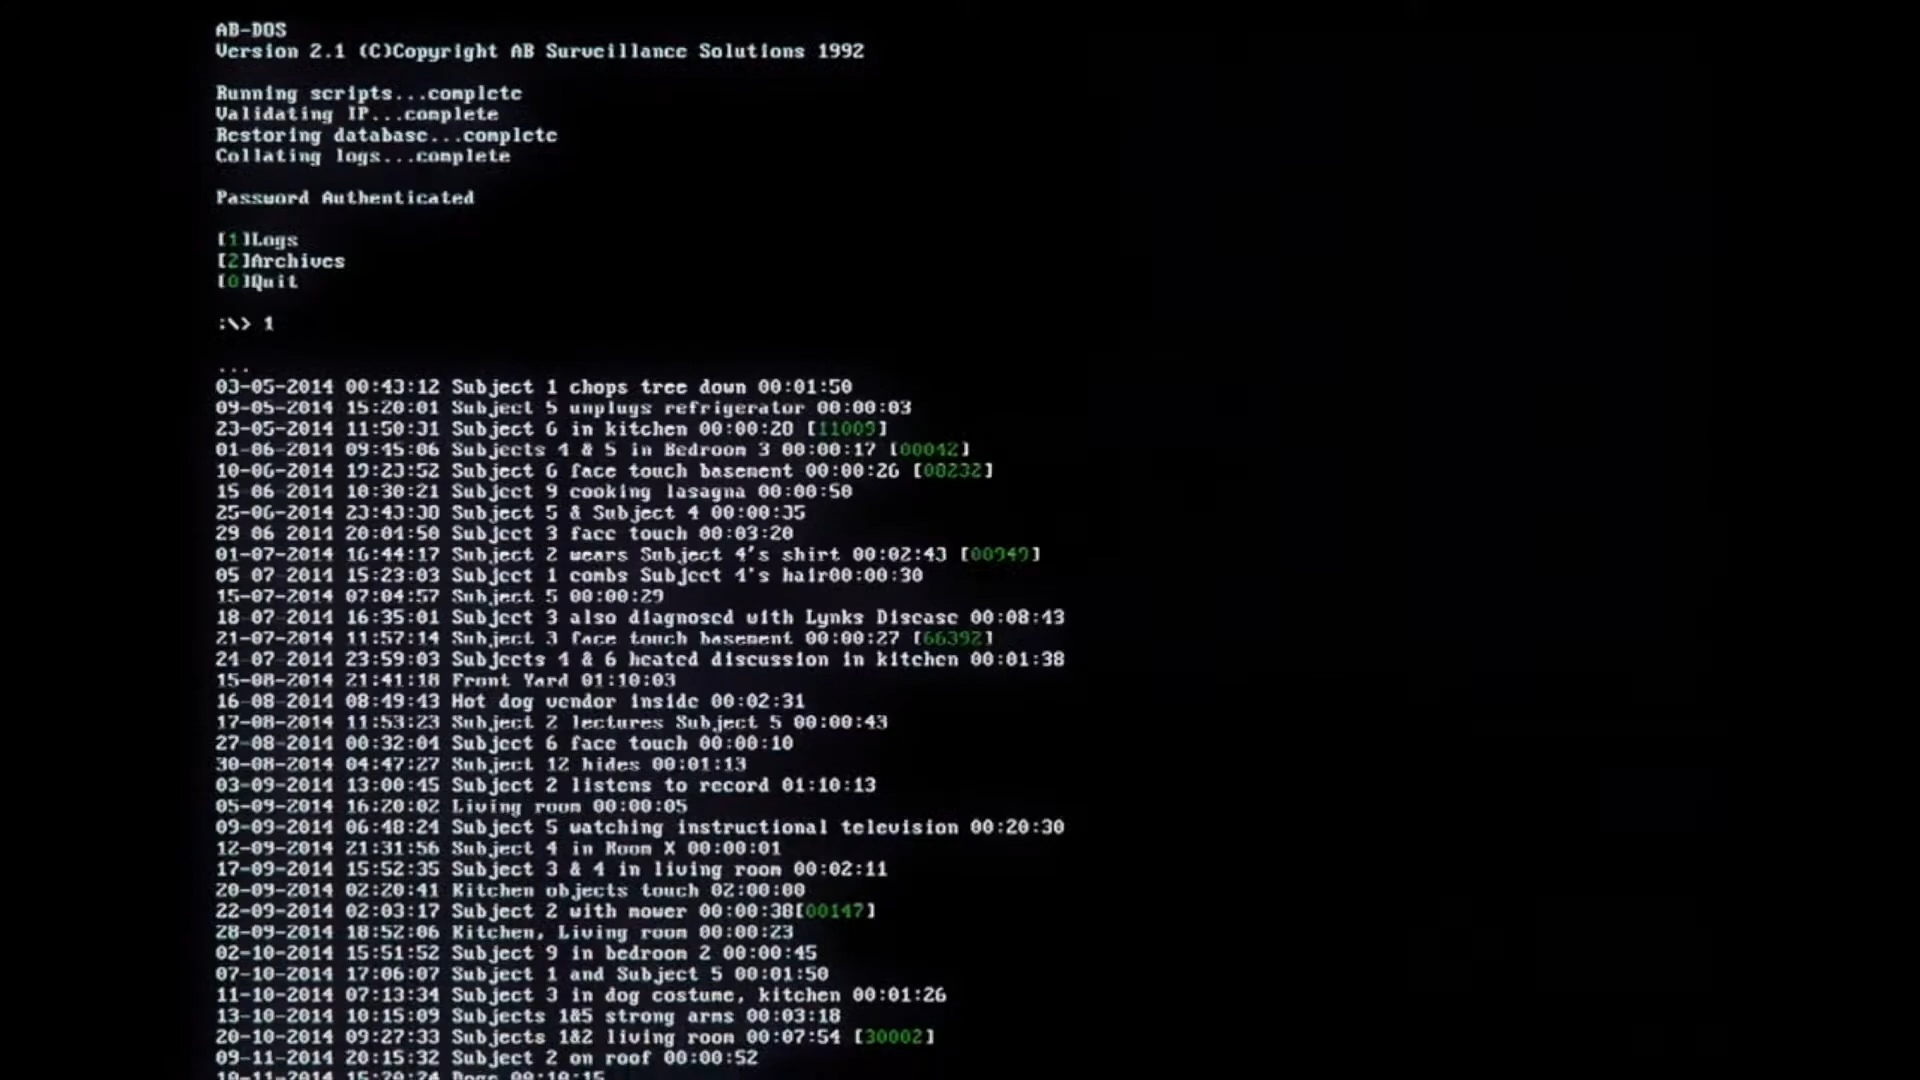 AB-DOS
Version 2.1 (C)Copyright AB Surveillance Solutions 1992
Running scripts...complete
Validating IP...complete
Restoring database...complete
Collating logs...complete
Password Authenticated
[1]Logs
[2]Archives
[0]Quit
:\> 1
...
03-05-2014 00:43:12 Subject 1 chops tree down 00:01:50
09-05-2014 15:20:01 Subject 5 unplugs refrigerator 00:00:03
23-05-2014 11:50:31 Subject 6 in kitchen 00:00:20 [11009]
01-06-2014 09:45:06 Subjects 4 & 5 in Bedroom 3 00:00:17 [00042]
10-06-2014 19:23:52 Subject 6 face touch basement 00:00:26 [00232]
15-06-2014 10:30:21 Subject 9 cooking lasagna 00:00:50
25-06-2014 23:43:30 Subject 5 & Subject 4 00:00:35
29-06-2014 20:04:50 Subject 3 face touch 00:03:20
01-07-2014 16:44:17 Subject 2 wears Subject 4's shirt 00:02:43 [00949]
05-07-2014 15:23:03 Subject 1 combs Subject 4's hair00:00:30
15-07-2014 07:04:57 Subject 5 00:00:29
18-07-2014 16:35:01 Subject 3 also diagnosed with Lynks Disease 00:08:43
21-07-2014 11:57:14 Subject 3 face touch basement 00:00:27 [66392]
24-07-2014 23:59:03 Subjects 4 & 6 heated discussion in kitchen 00:01:38
15-08-2014 21:41:18 Front Yard 01:10:03
16-08-2014 08:49:43 Hot dog vendor inside 00:02:31
17-08-2014 11:53:23 Subject 2 lectures Subject 5 00:00:43
27-08-2014 00:32:04 Subject 6 face touch 00:00:10
30-08-2014 04:47:27 Subject 12 hides 00:01:13
03-09-2014 13:00:45 Subject 2 listens to record 01:10:13
05-09-2014 16:20:02 Living room 00:00:05
09-09-2014 06:48:24 Subject 5 watching instructional television 00:20:30
12-09-2014 21:31:56 Subject 4 in Room X 00:00:01
17-09-2014 15:52:35 Subject 3 & 4 in living room 00:02:11
20-09-2014 02:20:41 Kitchen objects touch 02:00:00
22-09-2014 02:03:17 Subject 2 with mower 00:00:38[00147]
28-09-2014 18:52:06 Kitchen, Living room 00:00:23
02-10-2014 15:51:52 Subject 9 in bedroom 2 00:00:45
07-10-2014 17:06:07 Subject 1 and Subject 5 00:01:50
11-10-2014 07:13:34 Subject 3 in dog costume, kitchen 00:01:26
13-10-2014 10:15:09 Subjects 1&5 strong arms 00:03:18
20-10-2014 09:27:33 Subjects 1&2 living room 00:07:54 [30002]
09-11-2014 20:15:32 Subject 2 on roof 00:00:52